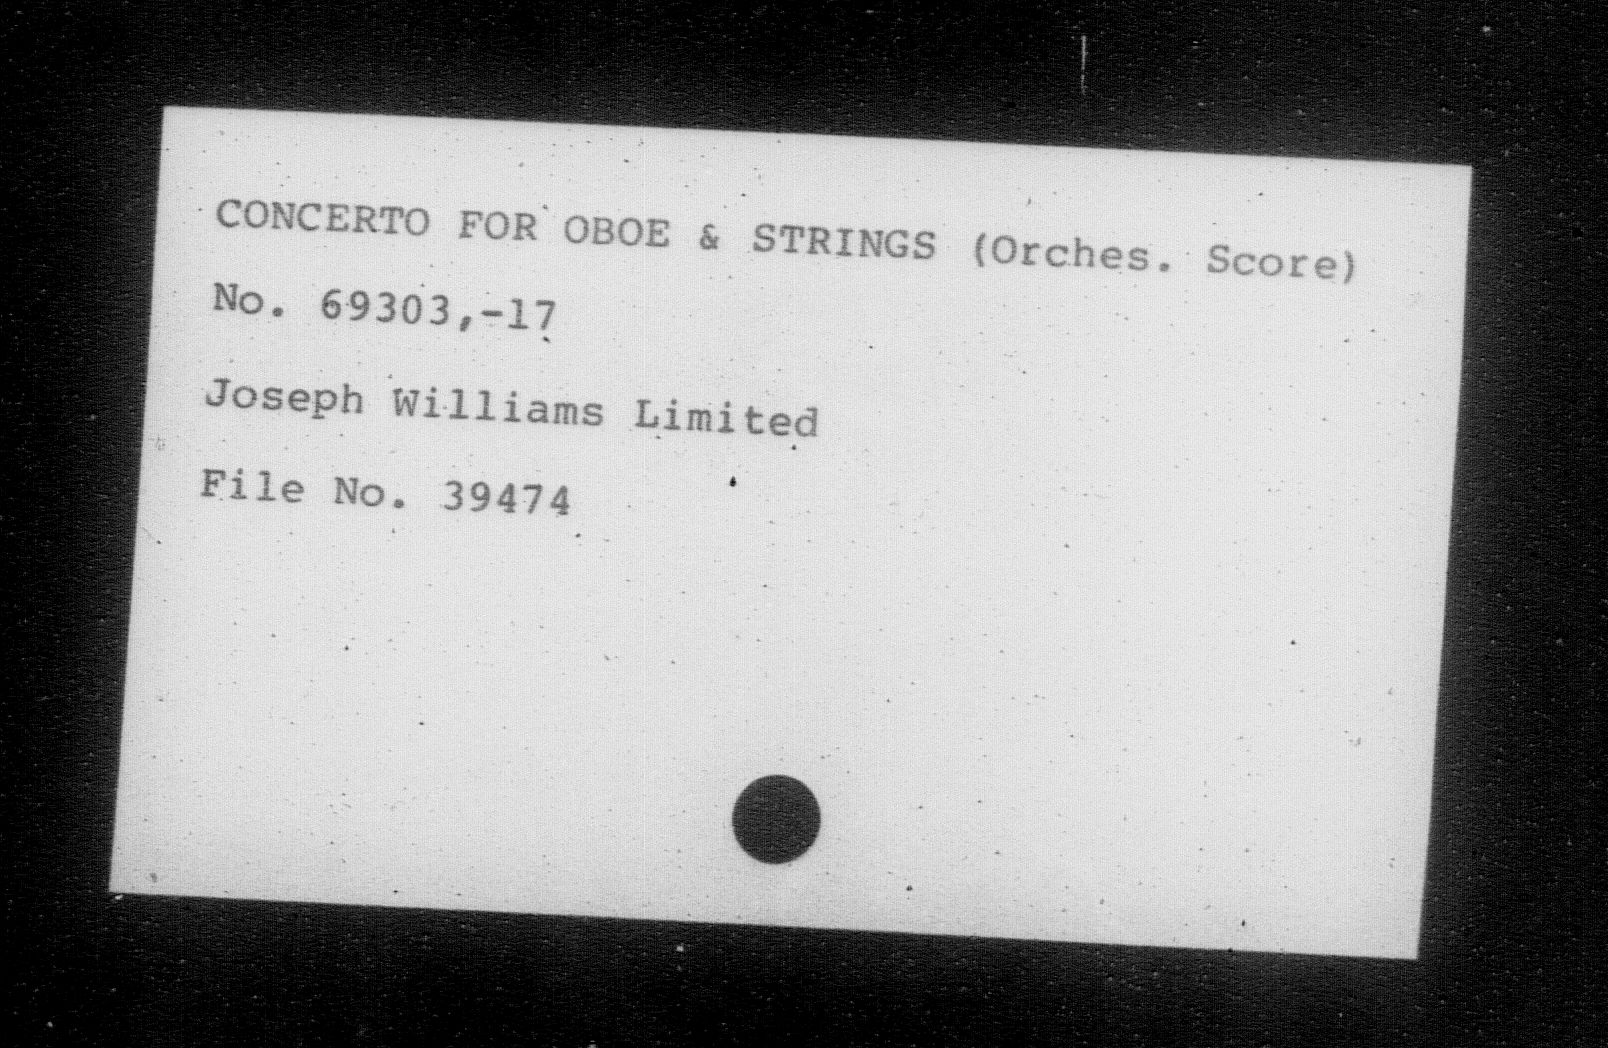 CONCERTO FOR OBOE & STRINGS (Orches. Score)
No. 69303,-17
Joseph Williams Limited
File No. 39474